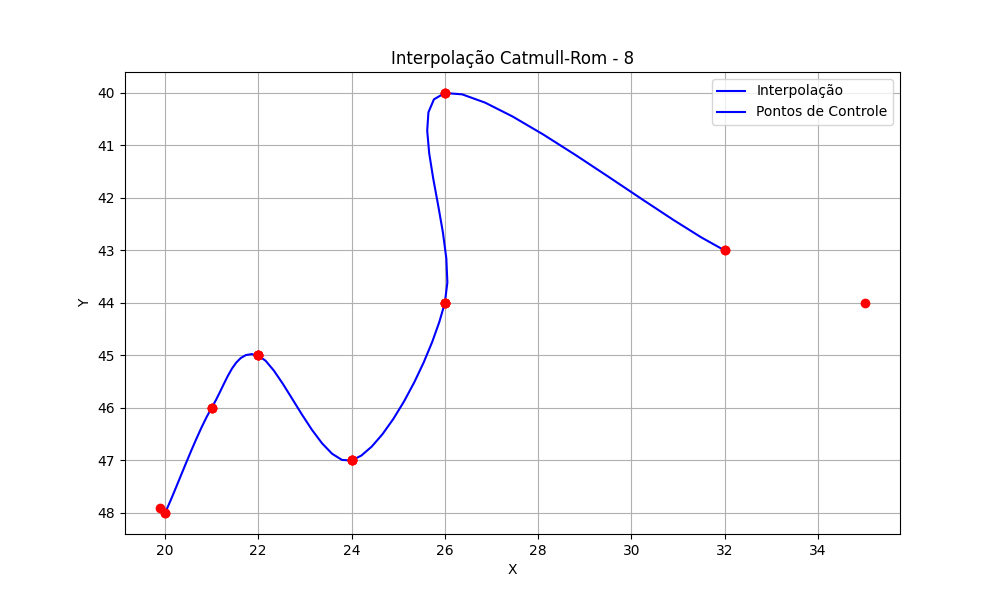 Interpolação Catmull-Rom - 8
Interpolação
Pontos de Controle
40
41
42
43
44
45
46
47
48
Y
20 22 24 26 28 30 32 34
X